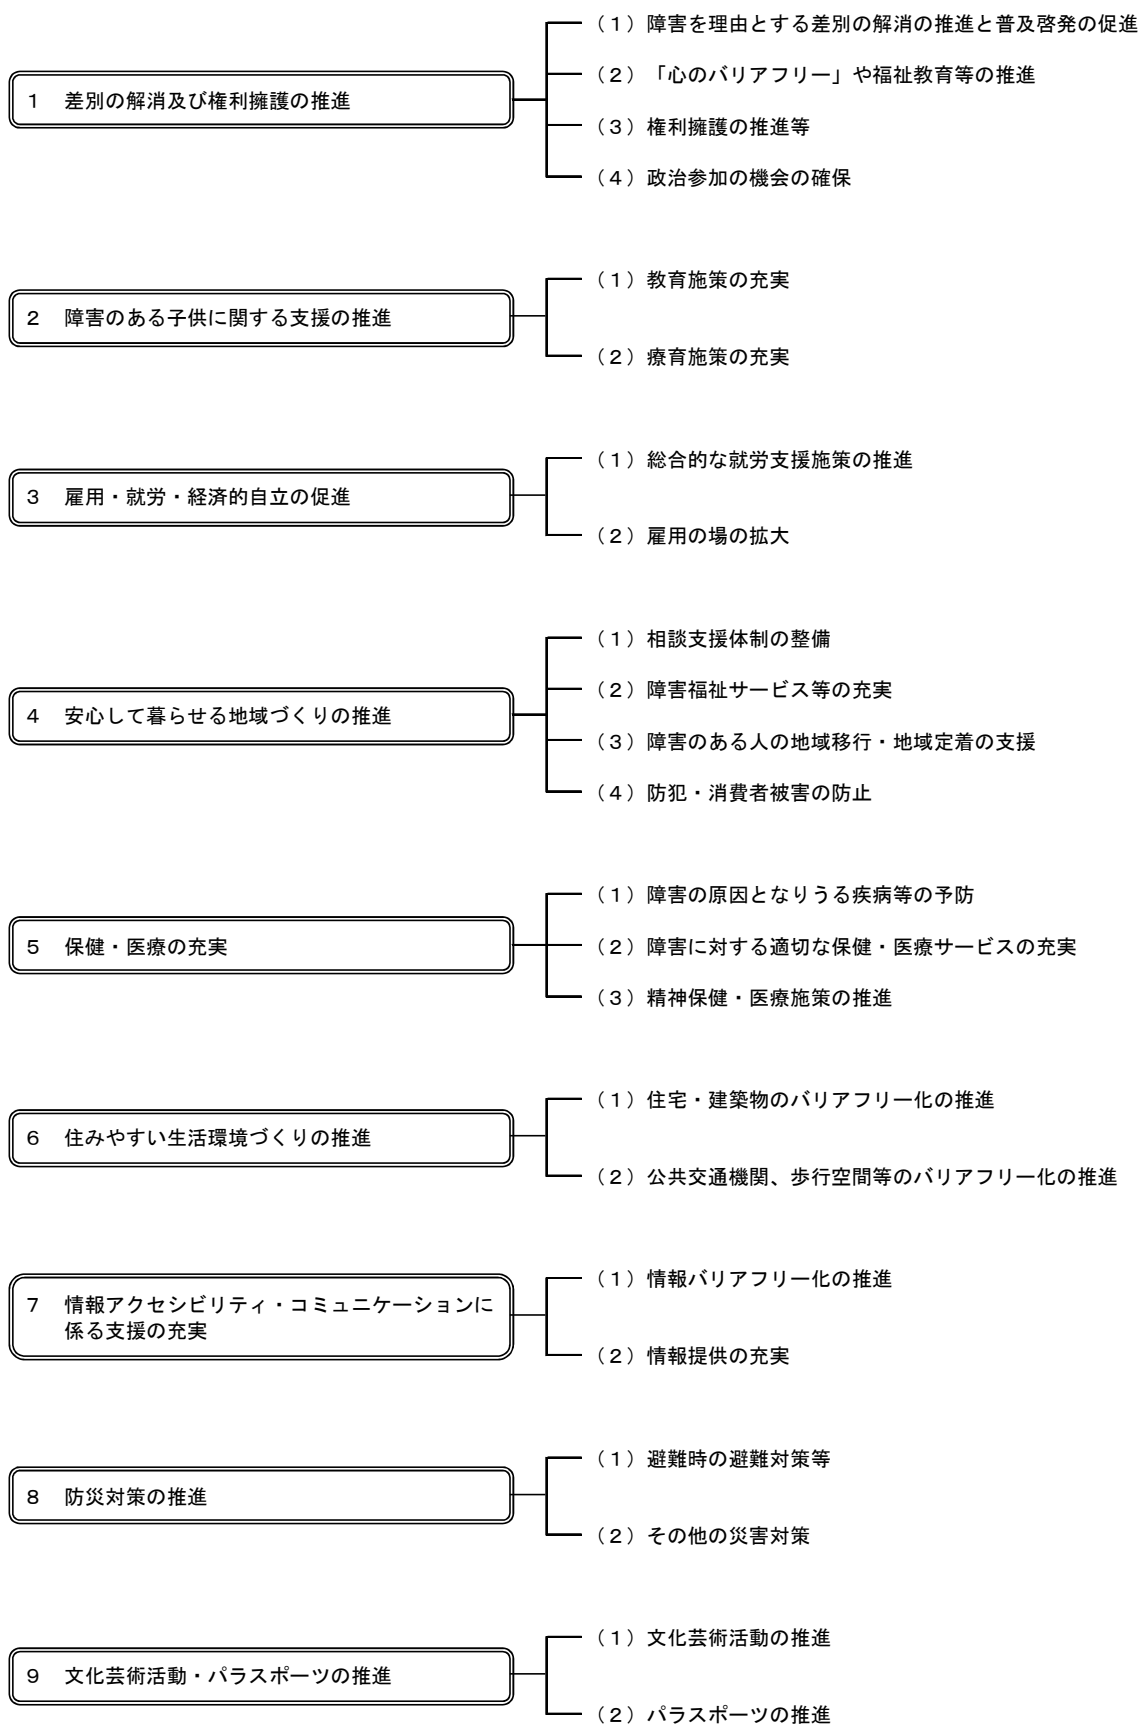 １　差別の解消及び権利擁護の推進
（１）障害を理由とする差別の解消の推進と普及啓発の促進
（２）「心のバリアフリー」や福祉教育等の推進
（３）権利擁護の推進等
（４）政治参加の機会の確保
２　障害のある子供に関する支援の推進
（１）教育施策の充実
（２）療育施策の充実
３　雇用・就労・経済的自立の促進
（１）総合的な就労支援施策の推進
（２）雇用の場の拡大
４　安心して暮らせる地域づくりの推進
（１）相談支援体制の整備
（２）障害福祉サービス等の充実
（３）障害のある人の地域移行・地域定着の支援
（４）防犯・消費者被害の防止
５　保健・医療の充実
（１）障害の原因となりうる疾病等の予防
（２）障害に対する適切な保健・医療サービスの充実
（３）精神保健・医療施策の推進
６　住みやすい生活環境づくりの推進
（１）住宅・建築物のバリアフリー化の推進
（２）公共交通機関、歩行空間等のバリアフリー化の推進
７　情報アクセシビリティ・コミュニケーションに
係る支援の充実
（１）情報バリアフリー化の推進
（２）情報提供の充実
８　防災対策の推進
（１）避難時の避難対策等
（２）その他の災害対策
９　文化芸術活動・パラスポーツの推進
（１）文化芸術活動の推進
（２）パラスポーツの推進